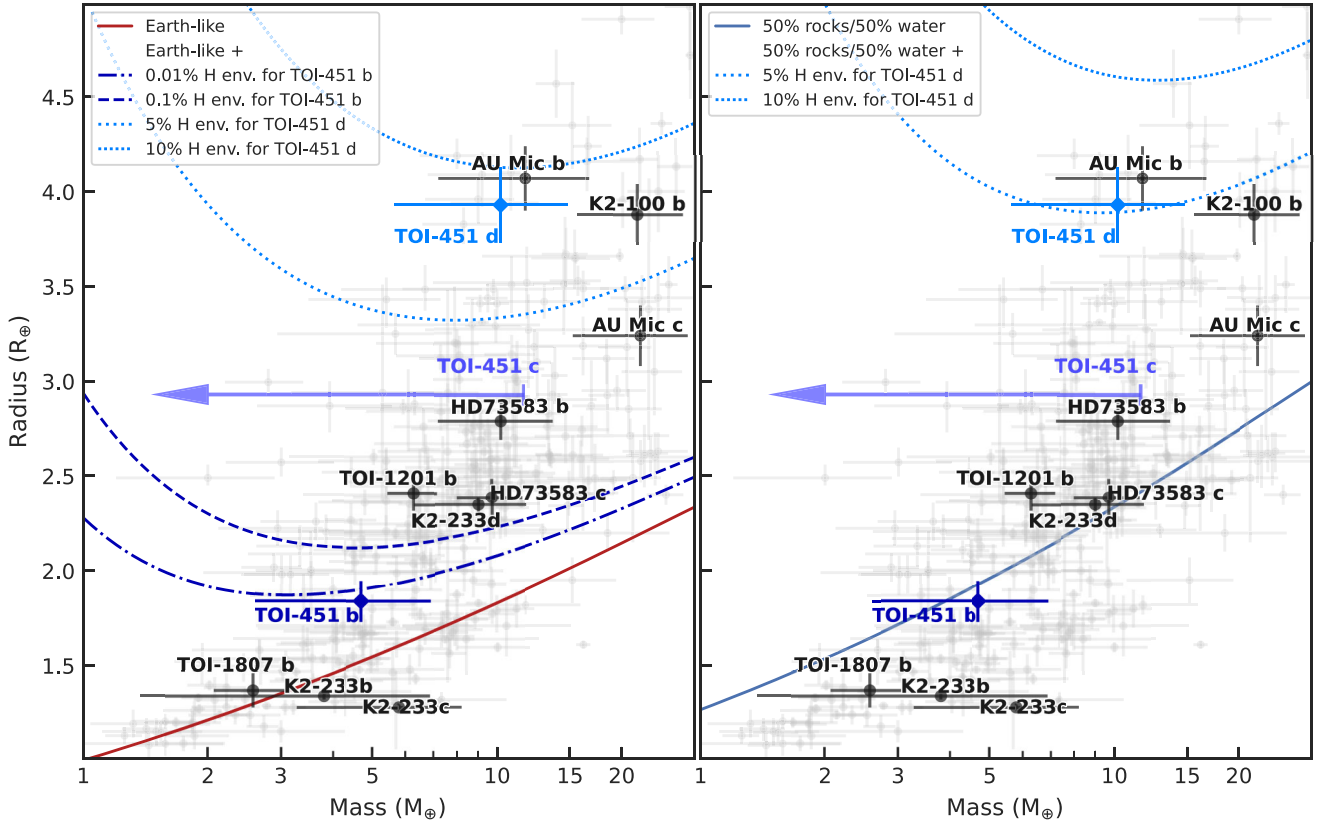 Earth-like
Earth-like +
0.01% H env. for TOI-451 b
0.1% H env. for TOI-451 b
5% H env. for TOI-451 d
10% H env. for TOI-451 d
AU Mic b
K2-100 b
TOI-451 d
AU Mic c
TOI-451 c
HD73583 b
TOI-1201 b
HD73583 c
K2-233d
TOI-451 b
TOI-1807 b
K2-233b
K2-233c
4.5
4.0
3.5
3.0
2.5
2.0
1.5
Radius (R⊕)
1 2 3 5 10 15 20
Mass (M⊕)
50% rocks/50% water
50% rocks/50% water +
5% H env. for TOI-451 d
10% H env. for TOI-451 d
AU Mic b
K2-100 b
TOI-451 d
AU Mic c
TOI-451 c
HD73583 b
TOI-1201 b
HD73583 c
K2-233d
TOI-451 b
TOI-1807 b
K2-233b
K2-233c
1 2 3 5 10 15 20
Mass (M⊕)